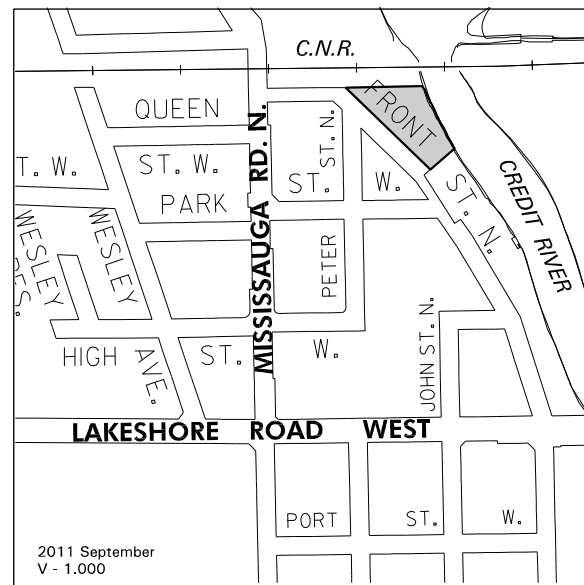 C.N.R.
QUEEN
ST. W.
T. W.
PARK
ST.
W.
MISSISSAUGA RD. N.
PETER
ST. N.
FRONT
ST. N.
CREDIT RIVER
WESLEY
WESLEY
AVE.
HIGH
ST.
W.
JOHN ST. N.
LAKESHORE ROAD WEST
PORT
ST.
W.
2011 September
V - 1.000